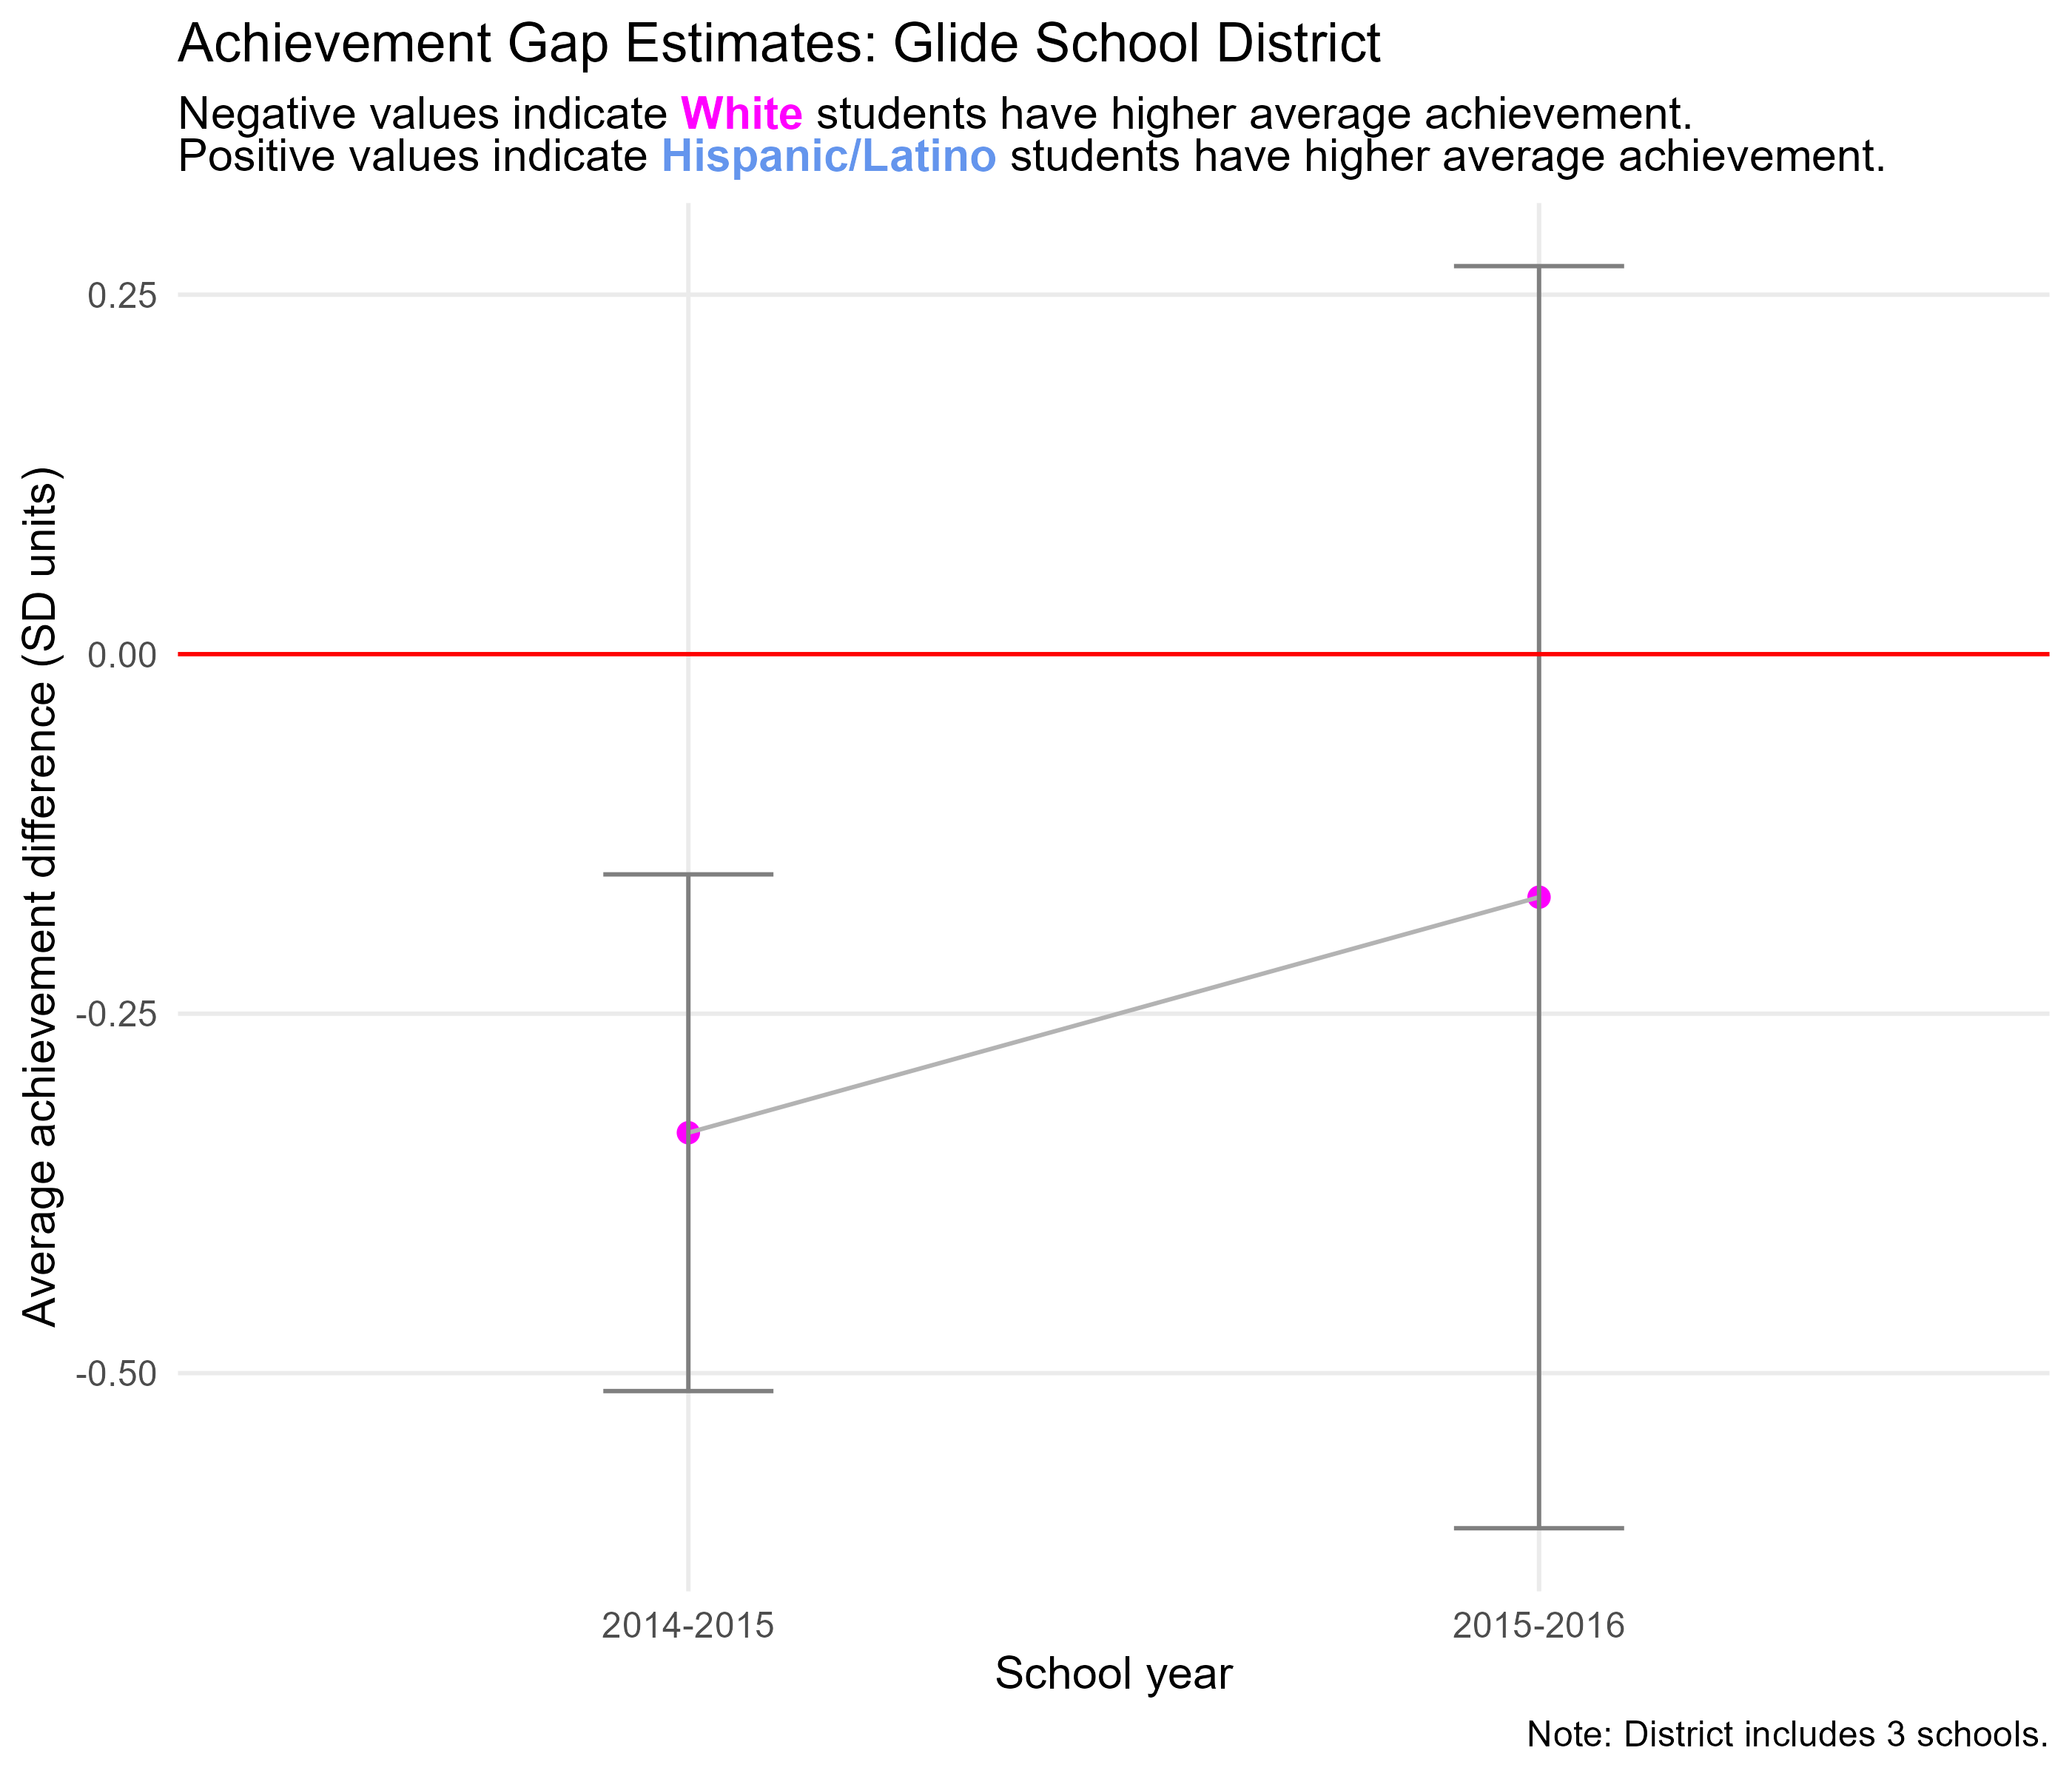 Achievement Gap Estimates: Glide School District
Negative values indicate White students have higher average achievement.
Positive values indicate Hispanic/Latino students have higher average achievement.
Average achievement difference (SD units)
0.25
0.00
-0.25
-0.50
2014-2015
2015-2016
School year
Note: District includes 3 schools.